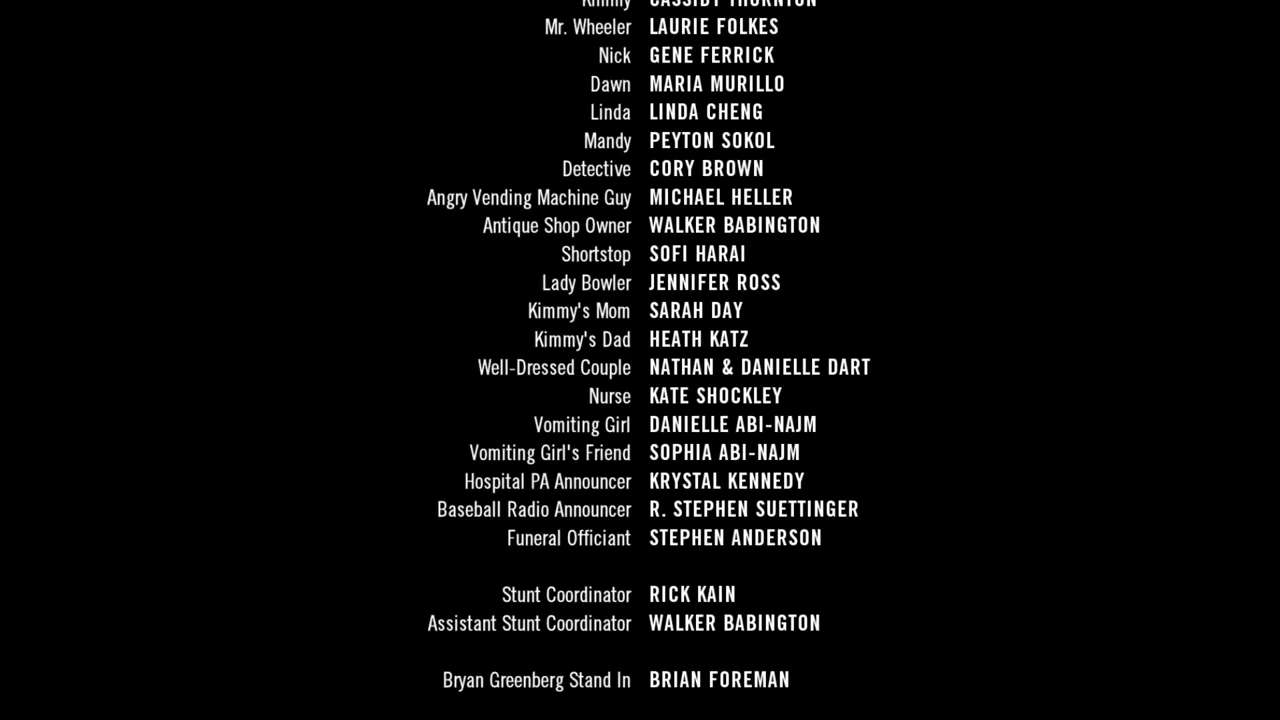 Kimmy CASSIDY THORNTON
Mr. Wheeler LAURIE FOLKES
Nick GENE FERRICK
Dawn MARIA MURILLO
Linda LINDA CHENG
Mandy PEYTON SOKOL
Detective CORY BROWN
Angry Vending Machine Guy MICHAEL HELLER
Antique Shop Owner WALKER BABINGTON
Shortstop SOFI HARAI
Lady Bowler JENNIFER ROSS
Kimmy's Mom SARAH DAY
Kimmy's Dad HEATH KATZ
Well-Dressed Couple NATHAN & DANIELLE DART
Nurse KATE SHOCKLEY
Vomiting Girl DANIELLE ABI-NAJM
Vomiting Girl's Friend SOPHIA ABI-NAJM
Hospital PA Announcer KRYSTAL KENNEDY
Baseball Radio Announcer R. STEPHEN SUETTINGER
Funeral Officiant STEPHEN ANDERSON
Stunt Coordinator RICK KAIN
Assistant Stunt Coordinator WALKER BABINGTON
Bryan Greenberg Stand In BRIAN FOREMAN